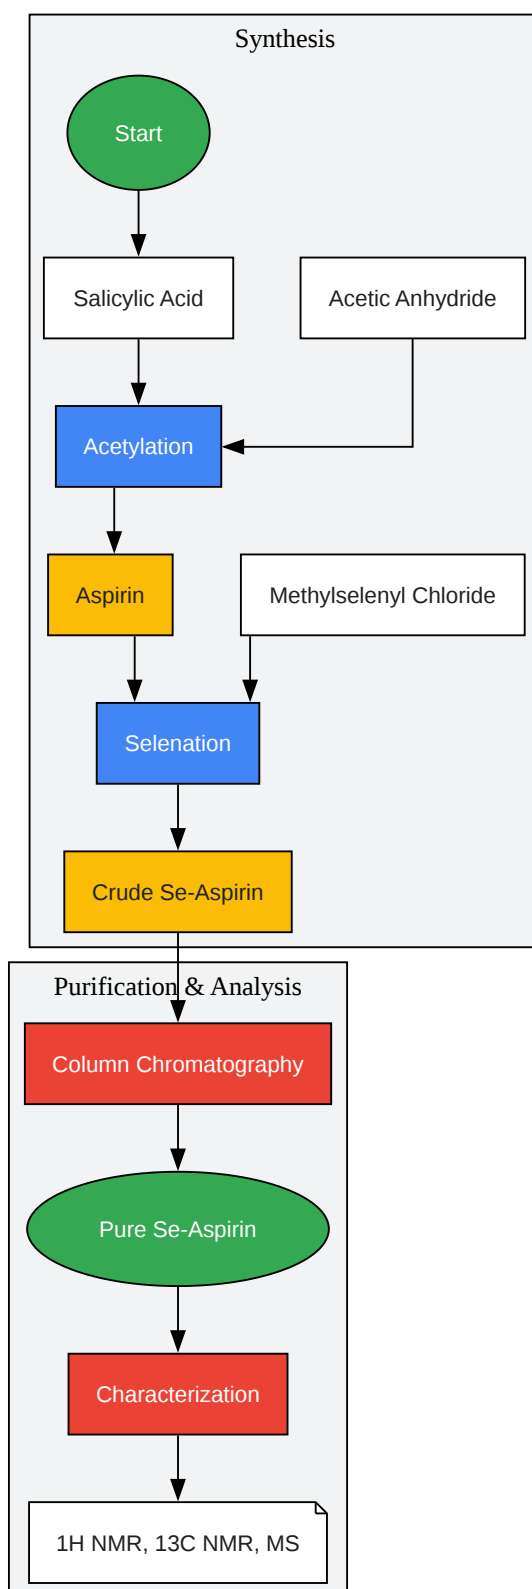 Synthesis
Start
Salicylic Acid
Acetic Anhydride
Acetylation
Aspirin
Methylselenyl Chloride
Selenation
Crude Se-Aspirin
Purification & Analysis
Column Chromatography
Pure Se-Aspirin
Characterization
1H NMR, 13C NMR, MS